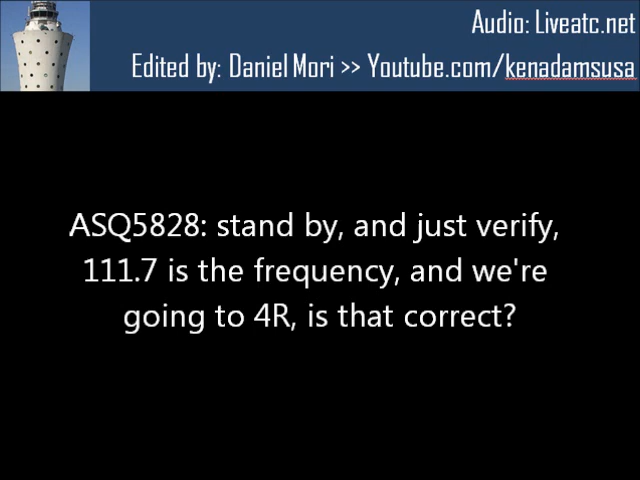 Audio: Liveatc.net
Edited by: Daniel Mori >> Youtube.com/kenadamsusa
ASQ5828: stand by, and just verify,
111.7 is the frequency, and we're
going to 4R, is that correct?